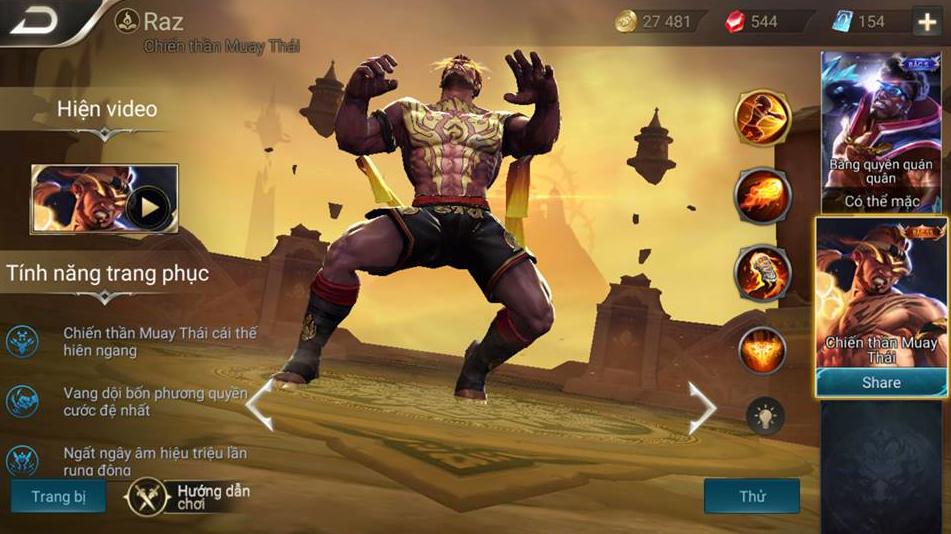 Raz
Chiến thần Muay Thái
27 481
544
154
Hiện video
Tính năng trang phục
Chiến thần Muay Thái cái thế
hiên ngang
Vang dội bốn phương quyền
cước đệ nhất
Ngất ngây âm hiệu triệu lần
rung động
Trang bị
Hướng dẫn
chơi
BẬC S
Băng quyền quán
quân
Có thể mặc
Chiến thần Muay
Thái
Share
Thử